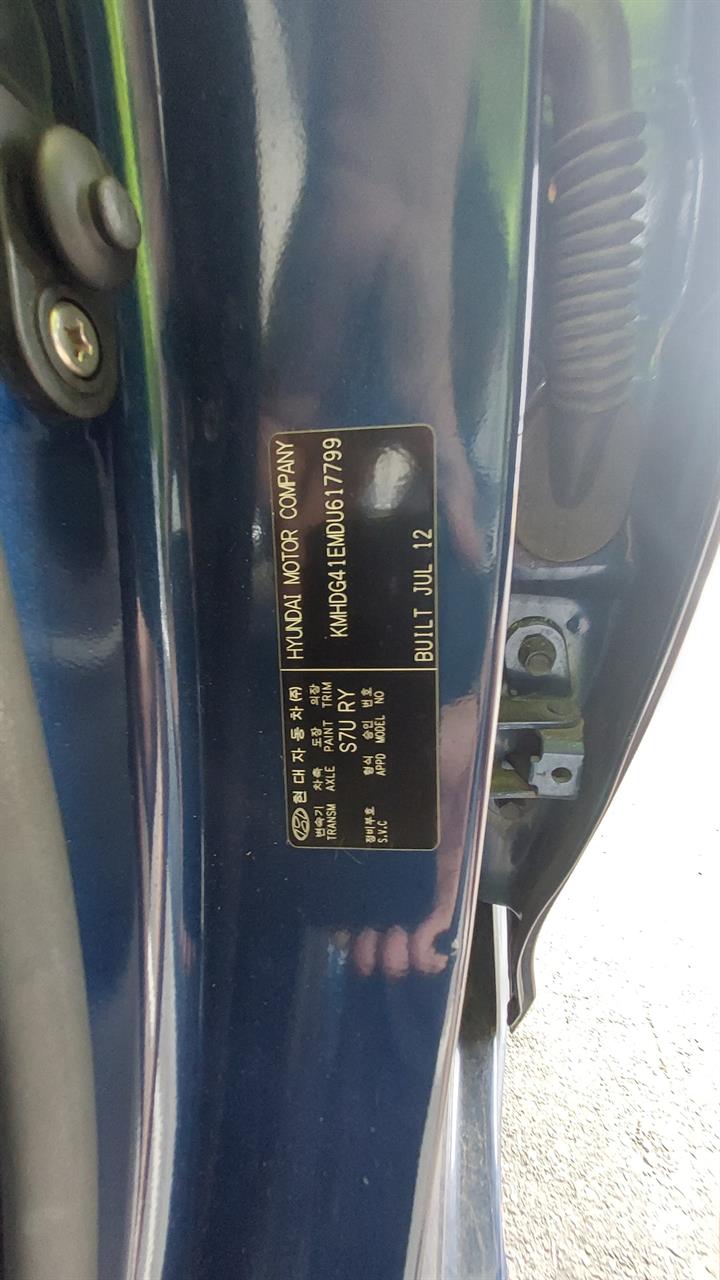 현대자동차(주) HYUNDAI MOTOR COMPANY
변속기 차축 도장 의장
TRANSM AXLE PAINT TRIM
S7U RY
KMHDG41EMDU617799
정비부호 형식 승인 번호
S.V.C APPD MODEL NO
BUILT JUL 12